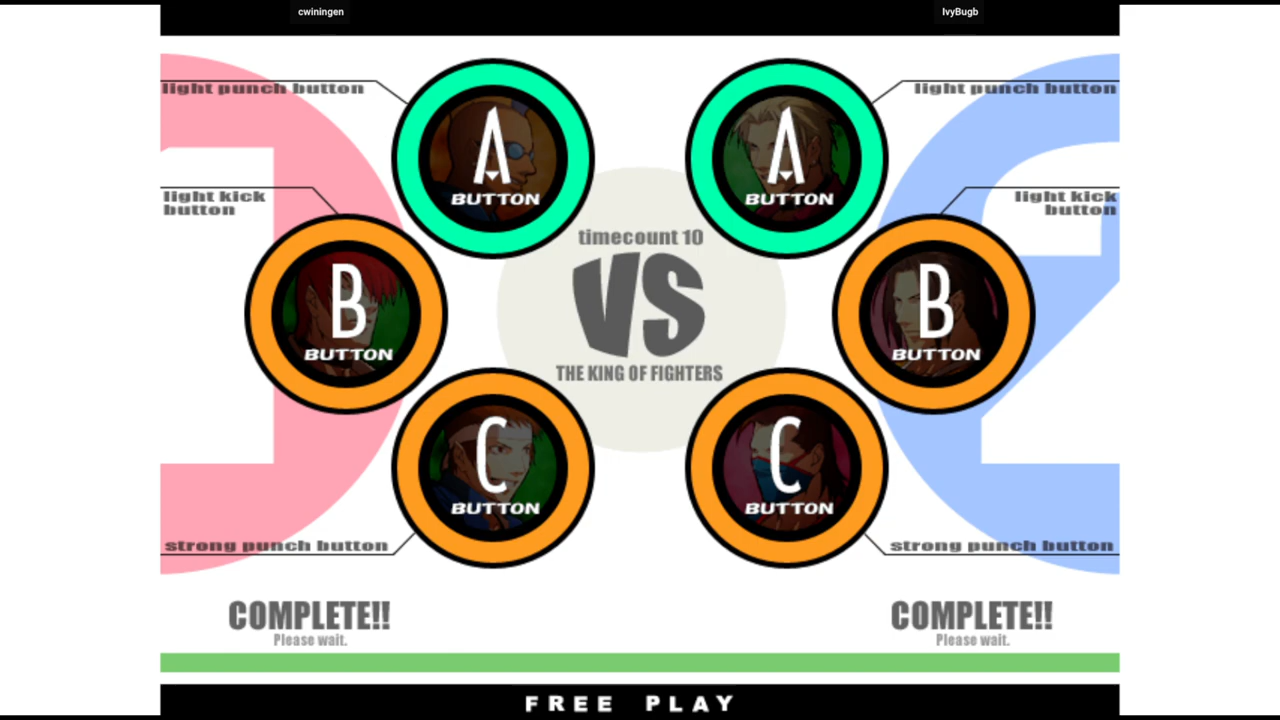 cwiningen
IvyBugb
light punch button
light punch button
A
BUTTON
A
BUTTON
light kick
button
light kick
button
timecount 10
VS
THE KING OF FIGHTERS
B
BUTTON
B
BUTTON
C
BUTTON
C
BUTTON
strong punch button
strong punch button
COMPLETE!!
Please wait.
COMPLETE!!
Please wait.
FREE PLAY
1
2